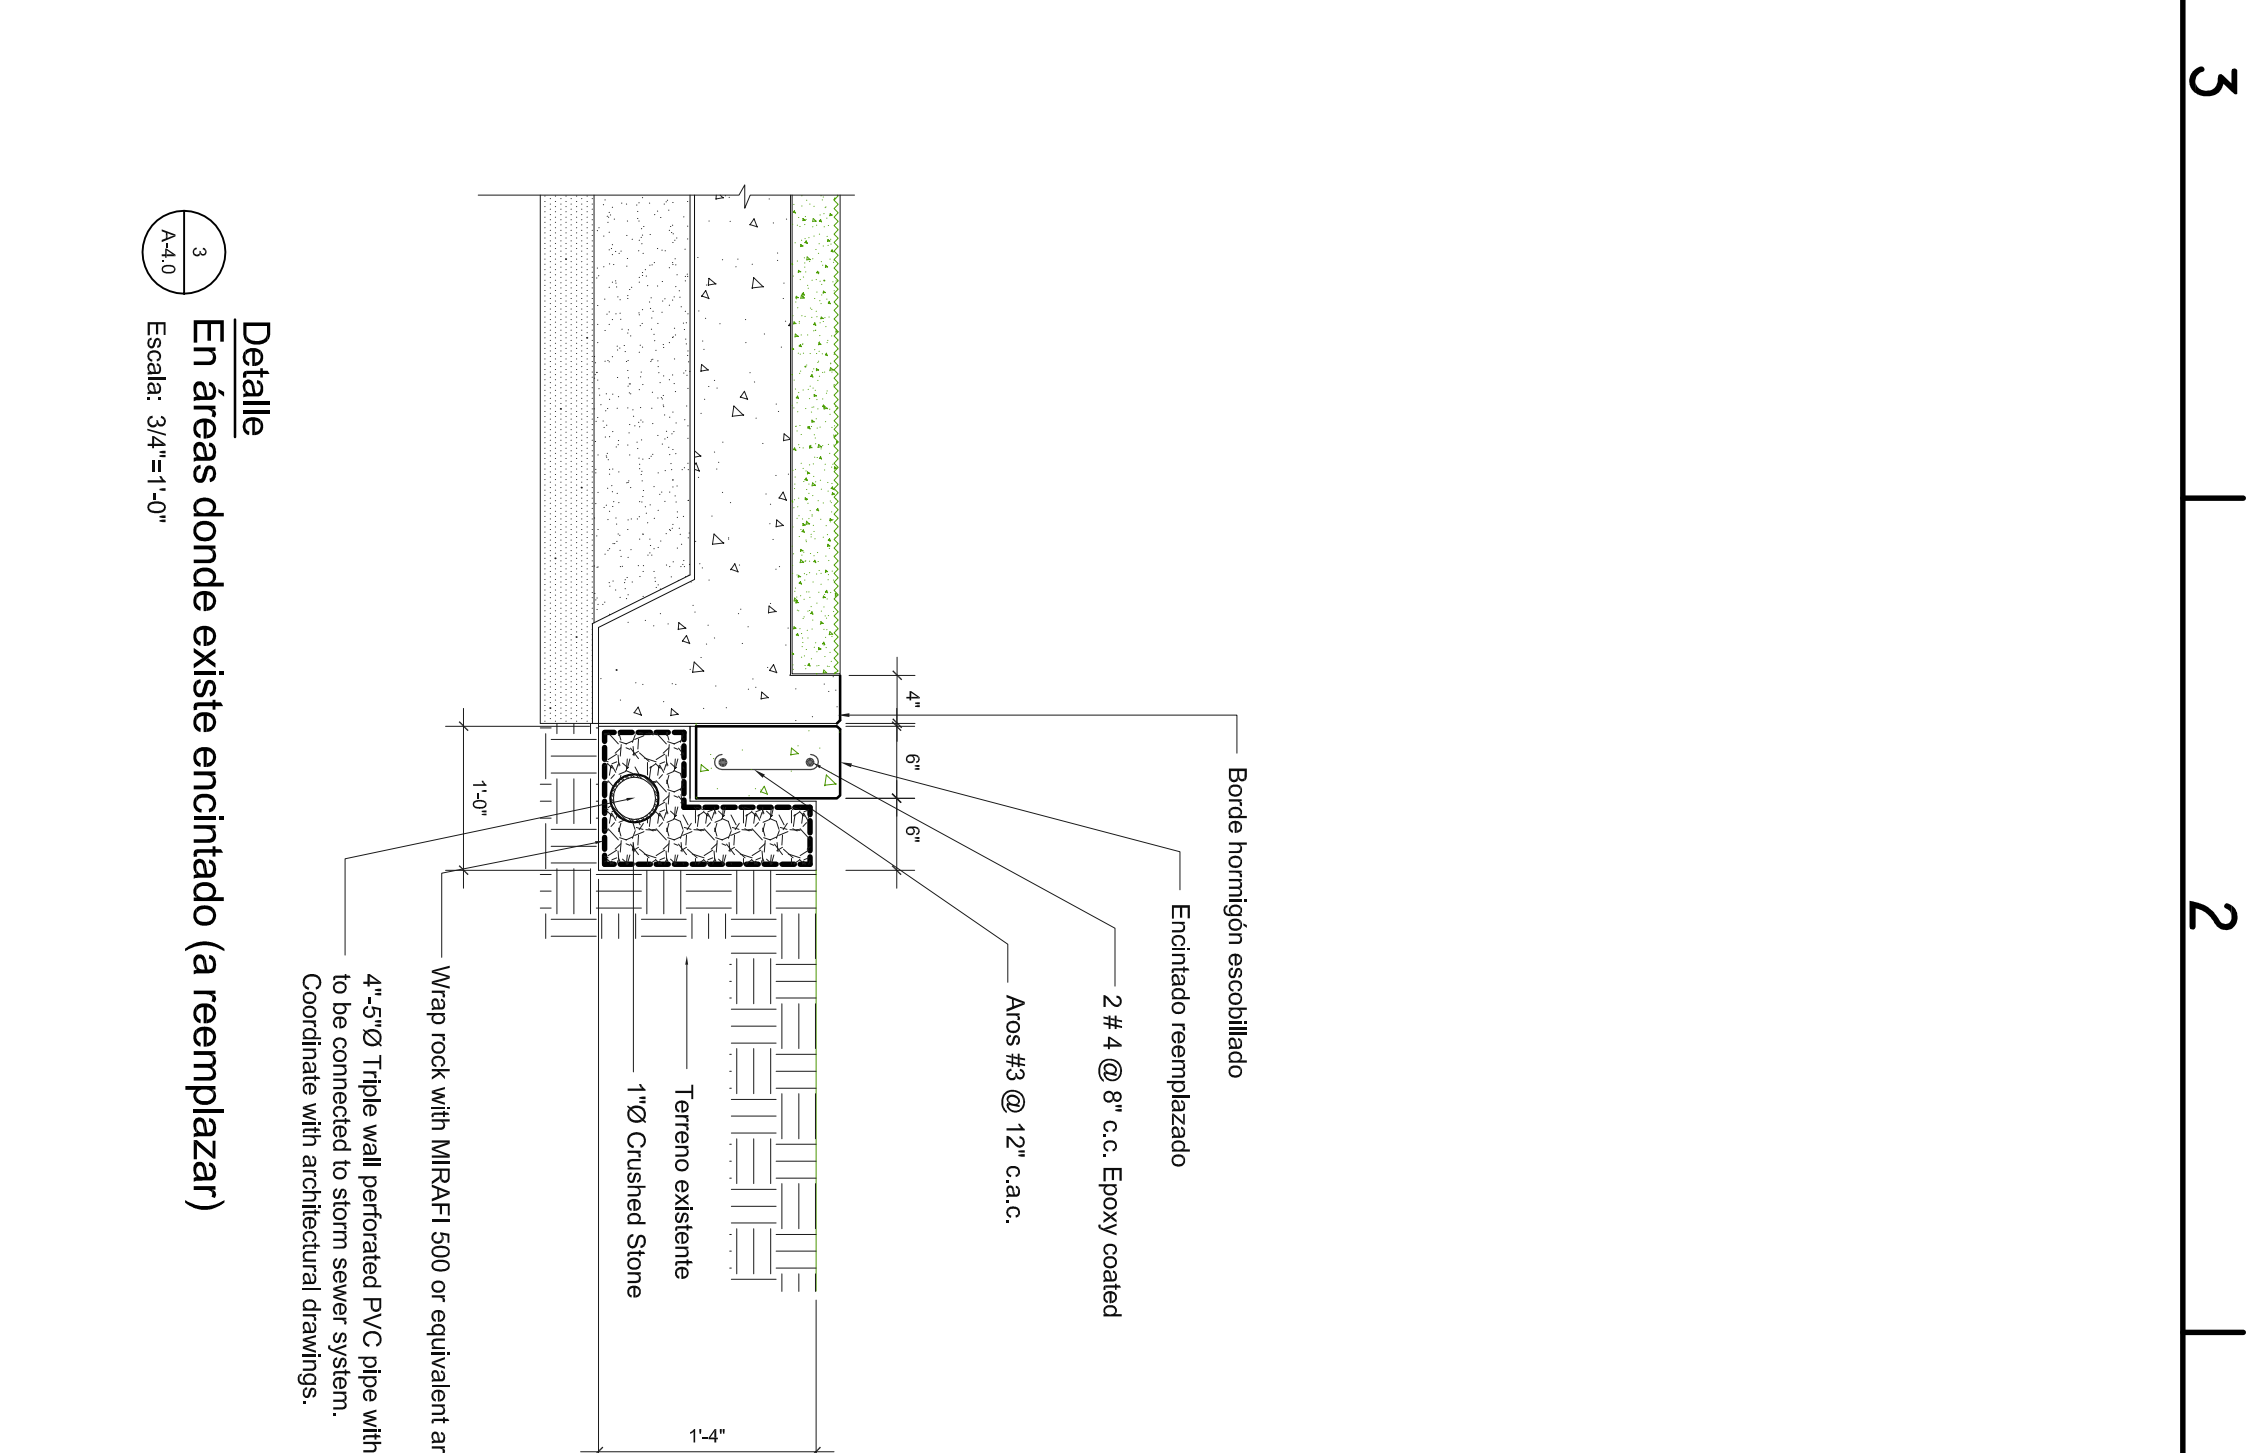 3
2
Borde hormigón escobillado
Encintado reemplazado
2 # 4 @ 8" c.c. Epoxy coated
Aros #3 @ 12" c.a.c.
4"
6"
6"
Terreno existente
1"Ø Crushed Stone
1'-4"
1'-0"
Wrap rock with MIRAFI 500 or equivalent
4"-5"Ø Triple wall perforated PVC pipe with
to be connected to storm sewer system.
Coordinate with architectural drawings.
Detalle
En áreas donde existe encintado (a reemplazar)
Escala: 3/4"=1'-0"
3
A-4.0